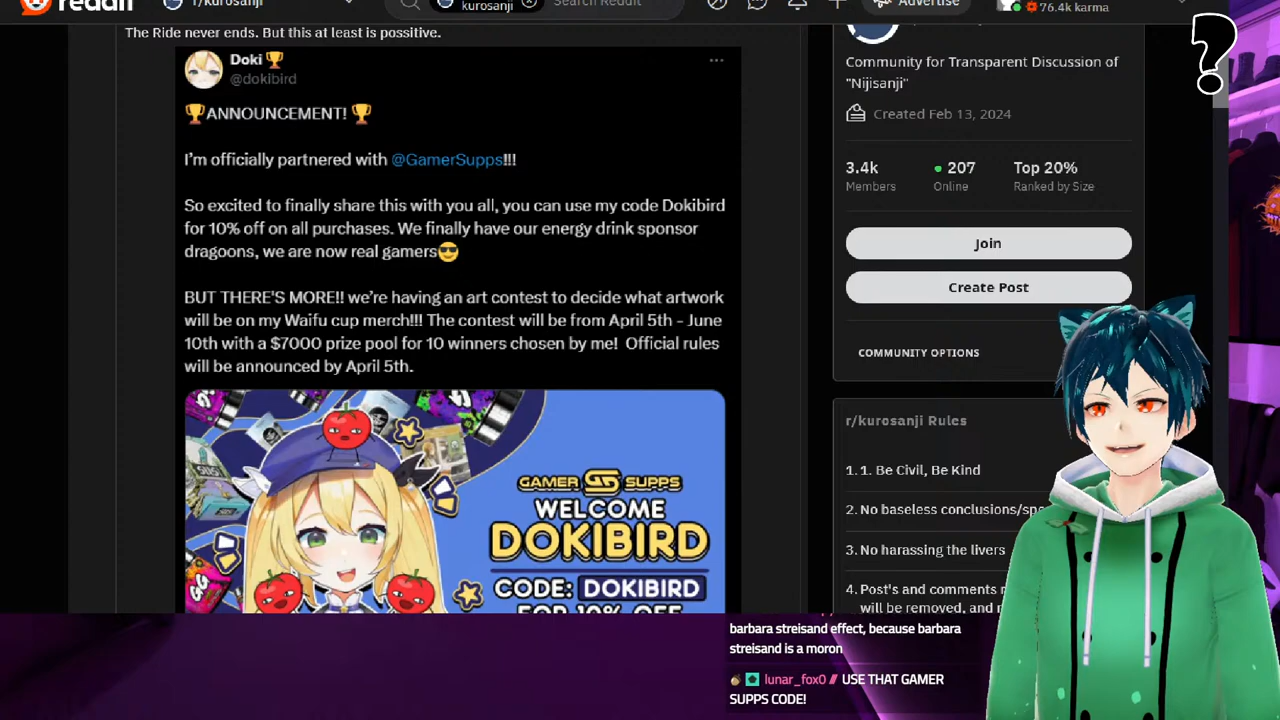 reddit
r/kurosanji
kurosanji
Search Reddit
Advertise
76.4k karma
The Ride never ends. But this at least is possitive.
Doki🏆
@dokibird
🏆ANNOUNCEMENT! 🏆
I'm officially partnered with @GamerSupps!!!
So excited to finally share this with you all, you can use my code Dokibird
for 10% off on all purchases. We finally have our energy drink sponsor
dragoons, we are now real gamers😎
BUT THERE'S MORE!! we're having an art contest to decide what artwork
will be on my Waifu cup merch!!! The contest will be from April 5th - June
10th with a $7000 prize pool for 10 winners chosen by me! Official rules
will be announced by April 5th.
GAMER SUPPS
WELCOME
DOKIBIRD
CODE: DOKIBIRD
FOR 10% OFF
Community for Transparent Discussion of
"Nijisanji"
Created Feb 13, 2024
3.4k 207 Top 20%
Members Online Ranked by Size
Join
Create Post
COMMUNITY OPTIONS
r/kurosanji Rules
1. 1. Be Civil, Be Kind
2. No baseless conclusions/spe
3. No harassing the livers
4. Post's and comments
will be removed, and
?
barbara streisand effect, because barbara
streisand is a moron
lunar_fox0 // USE THAT GAMER
SUPPS CODE!